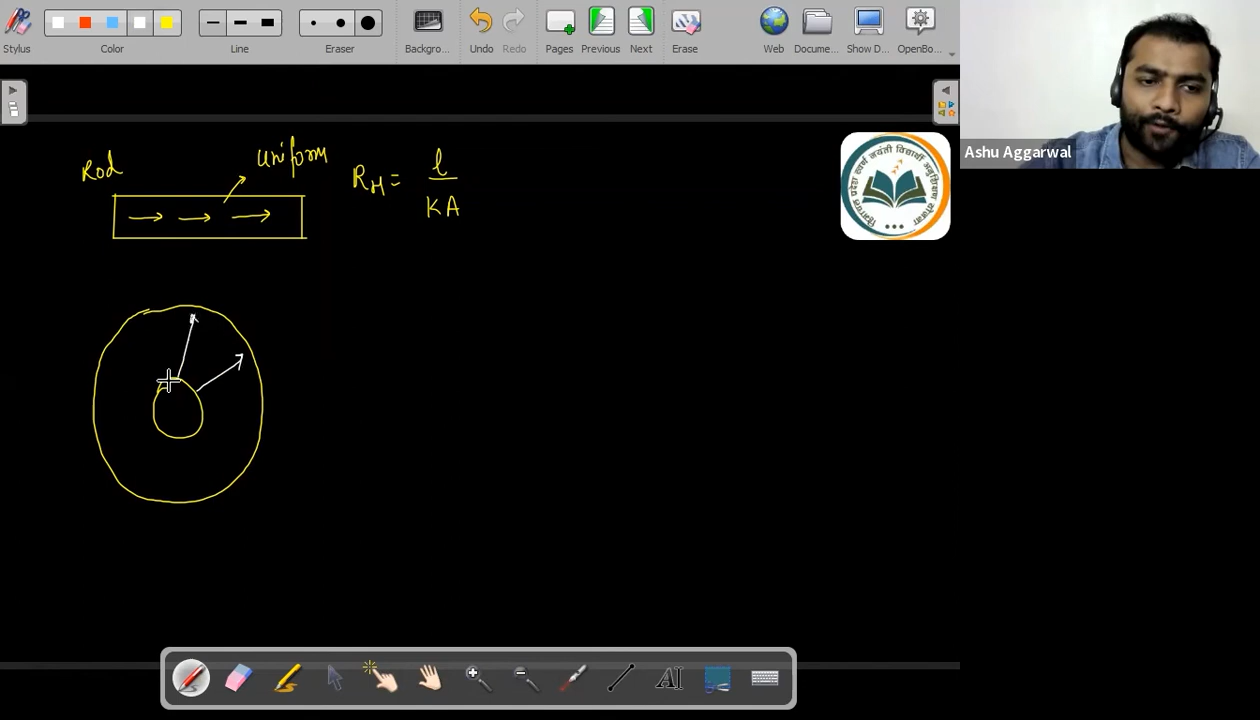 Stylus
Color
Line
Eraser
Backgro...
Undo
Redo
Pages
Previous
Next
Erase
Web
Docume...
Show D...
OpenBo...
Ashu Aggarwal
Rod
uniform
R_H = l / KA
AI